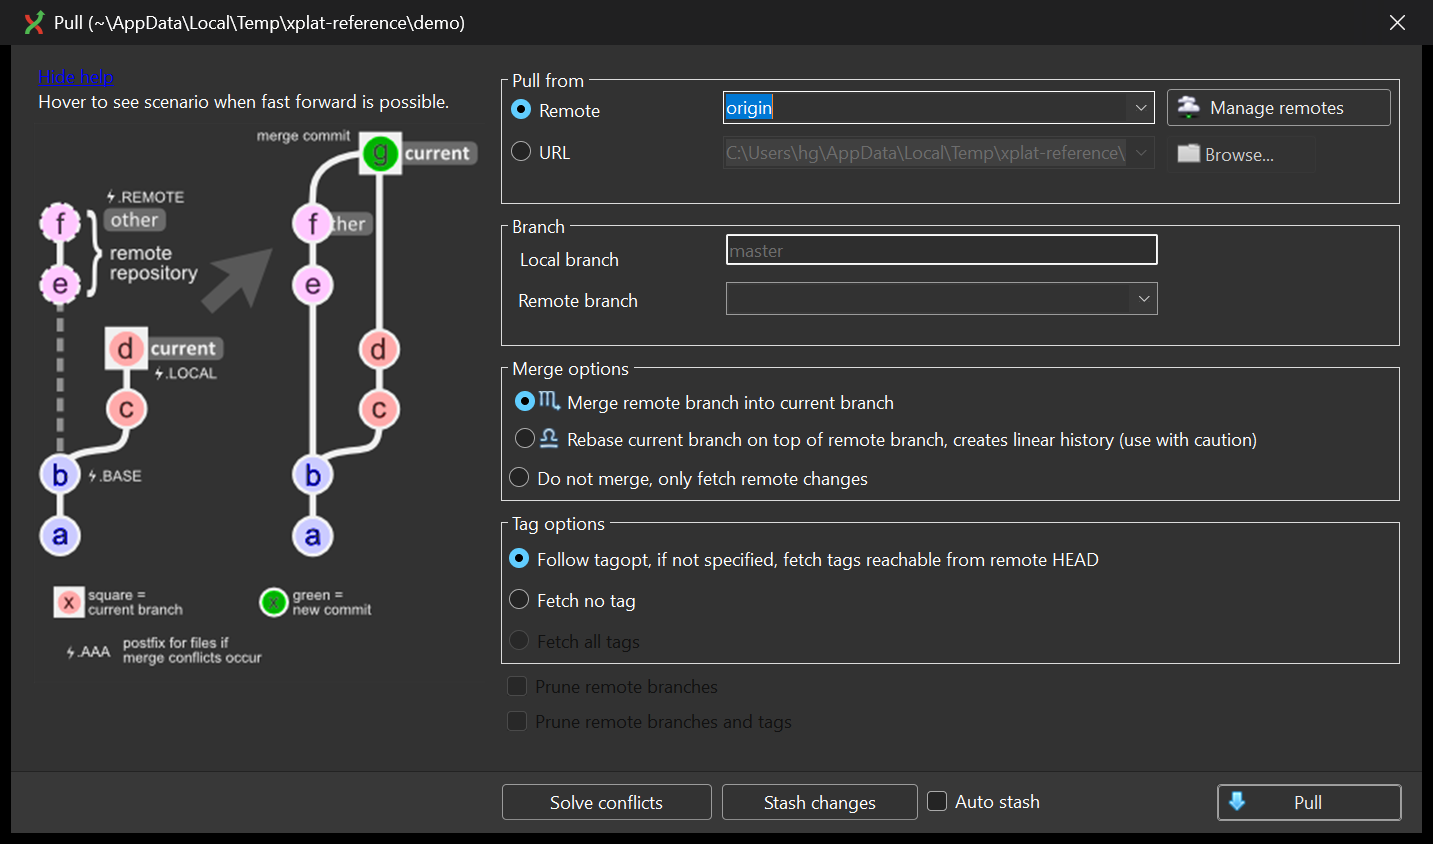 Pull (~\AppData\Local\Temp\xplat-reference\demo)
Hide help
Hover to see scenario when fast forward is possible.
merge commit
g
current
.REMOTE
f
other
remote
repository
e
f
ther
e
d
current
.LOCAL
c
d
c
b
.BASE
a
b
a
x
square =
current branch
x
green =
new commit
.AAA
postfix for files if
merge conflicts occur
Pull from
Remote
origin
Manage remotes
URL
C:\Users\hg\AppData\Local\Temp\xplat-reference\
Browse...
Branch
Local branch
master
Remote branch
Merge options
Merge remote branch into current branch
Rebase current branch on top of remote branch, creates linear history (use with caution)
Do not merge, only fetch remote changes
Tag options
Follow tagopt, if not specified, fetch tags reachable from remote HEAD
Fetch no tag
Fetch all tags
Prune remote branches
Prune remote branches and tags
Solve conflicts
Stash changes
Auto stash
Pull